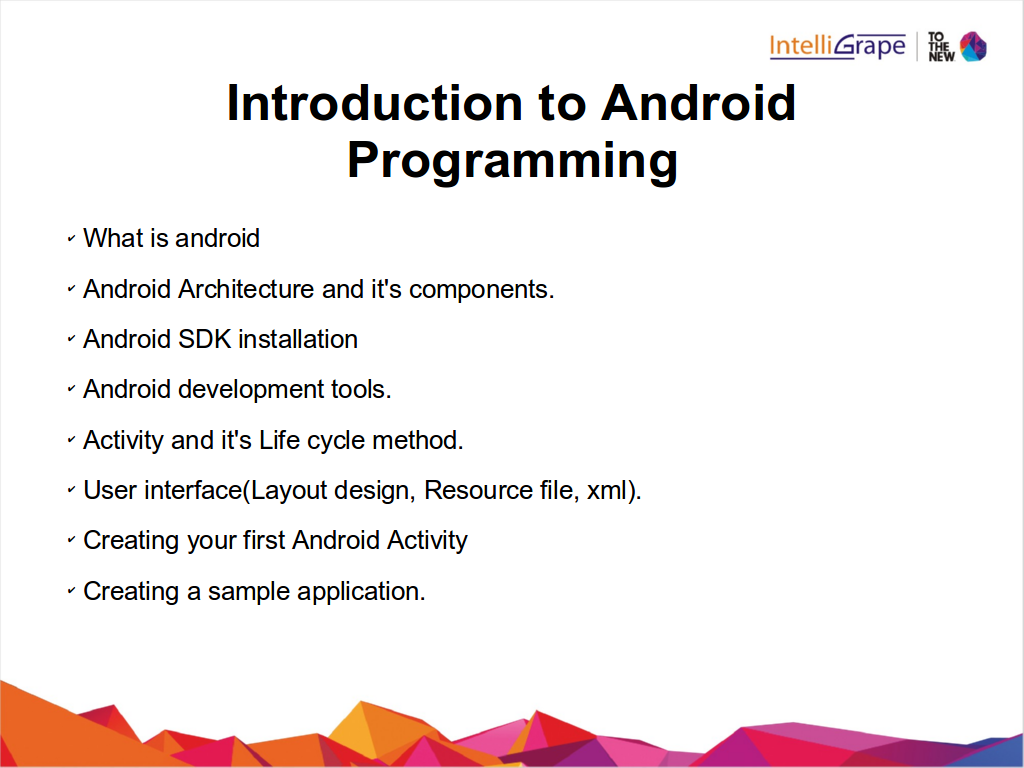 IntelliGrape
TO
THE
NEW
Introduction to Android
Programming
✔ What is android
✔ Android Architecture and it's components.
✔ Android SDK installation
✔ Android development tools.
✔ Activity and it's Life cycle method.
✔ User interface(Layout design, Resource file, xml).
✔ Creating your first Android Activity
✔ Creating a sample application.